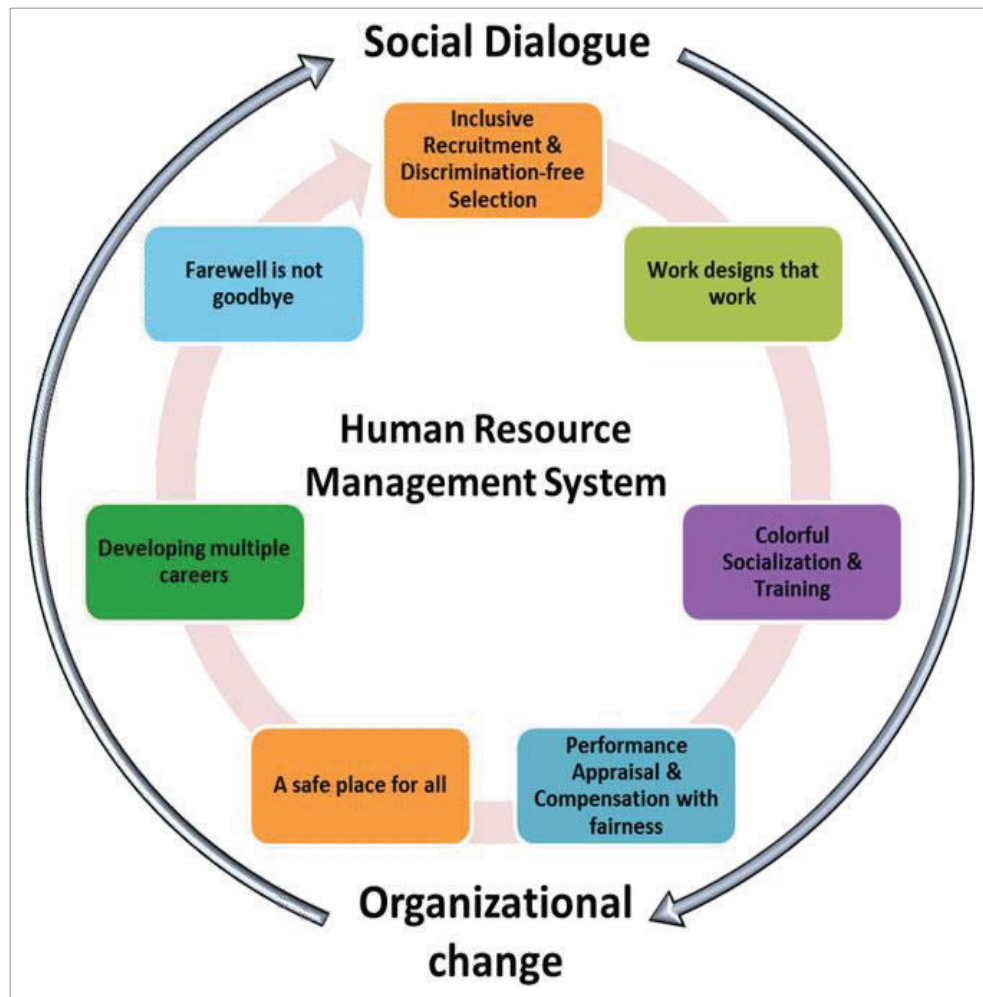 Social Dialogue
Inclusive
Recruitment &
Discrimination-free
Selection
Work designs that
work
Colorful
Socialization &
Training
Performance
Appraisal &
Compensation with
fairness
A safe place for all
Developing multiple
careers
Farewell is not
goodbye
Human Resource
Management System
Organizational
change